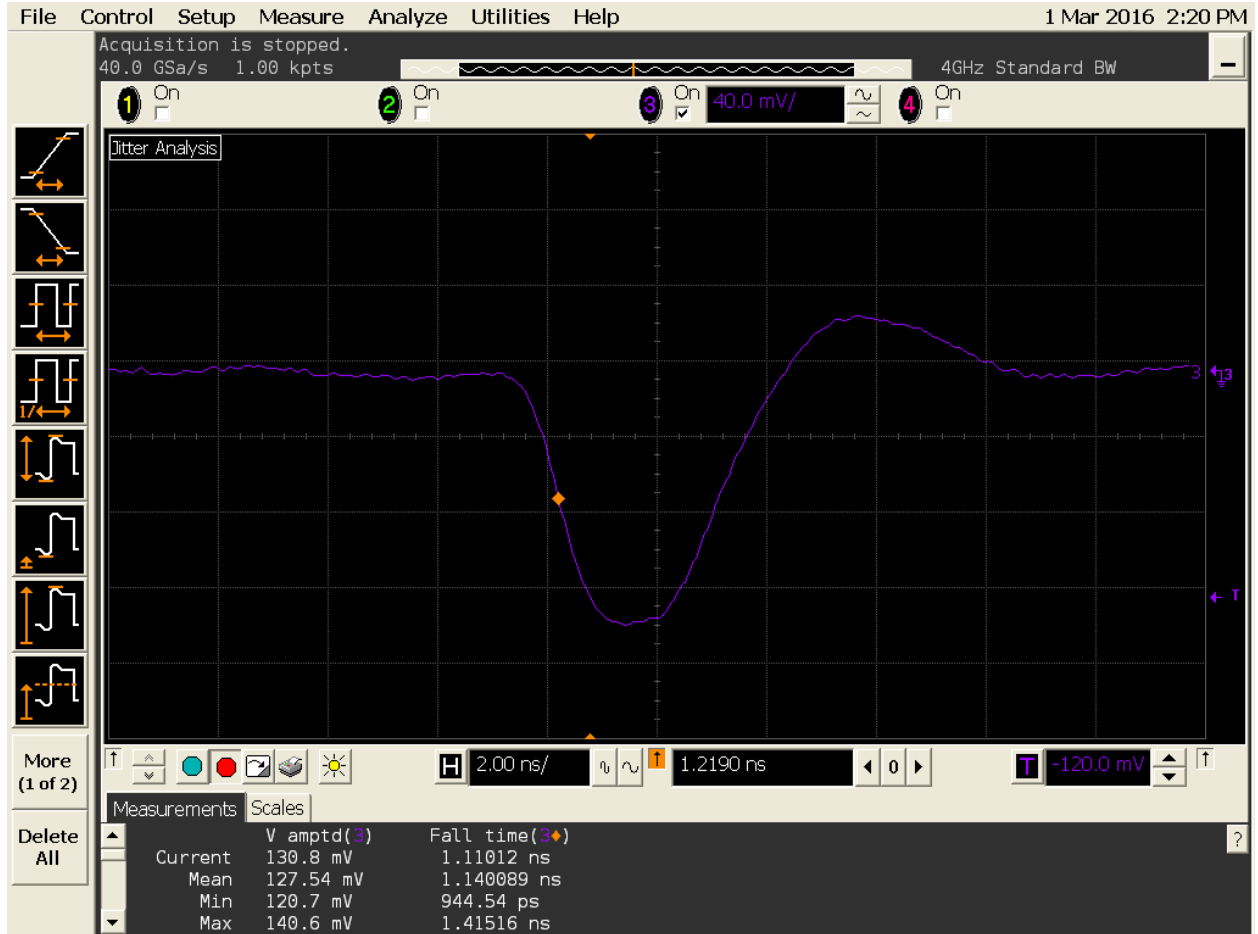 File Control Setup Measure Analyze Utilities Help 1 Mar 2016 2:20 PM
Acquisition is stopped.
40.0 GSa/s 1.00 kpts 4GHz Standard BW
1 On 2 On 3 On 40.0 mV/ 4 On
Jitter Analysis
1/
3 3
T
More
(1 of 2)
H 2.00 ns/ 1.2190 ns 0 T -120.0 mV
Measurements Scales
Delete
All
V amptd(3) Fall time(3) ?
Current 130.8 mV 1.11012 ns
Mean 127.54 mV 1.140089 ns
Min 120.7 mV 944.54 ps
Max 140.6 mV 1.41516 ns